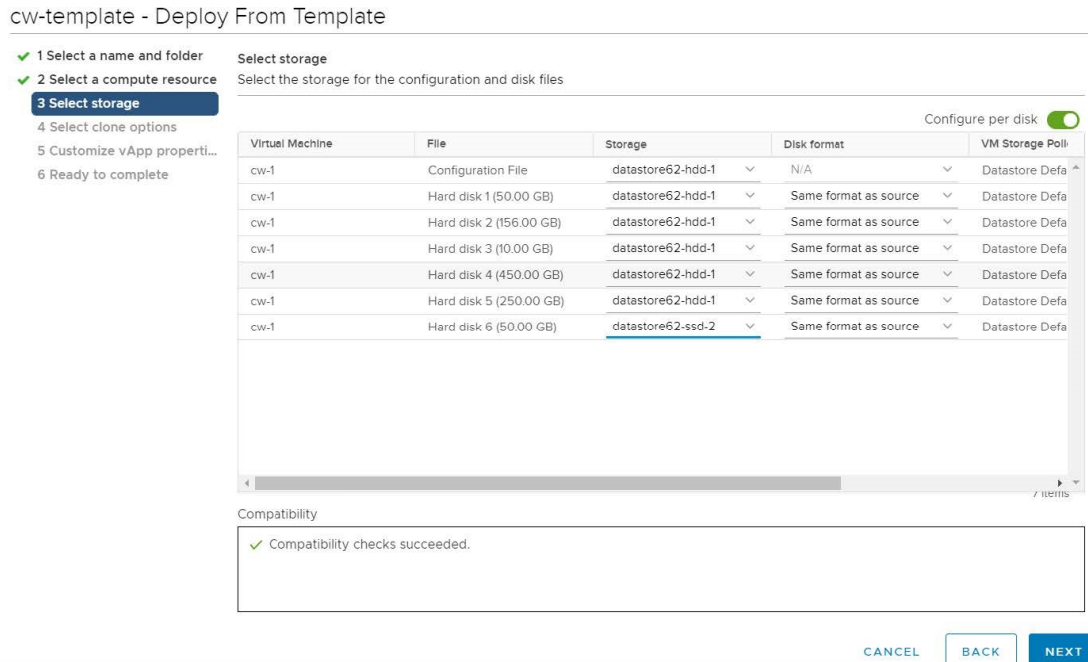 cw-template - Deploy From Template
1 Select a name and folder
2 Select a compute resource
3 Select storage
4 Select clone options
5 Customize vApp properti...
6 Ready to complete
Select storage
Select the storage for the configuration and disk files
Configure per disk
Virtual Machine File Storage Disk format VM Storage Poli
cw-1 Configuration File datastore62-hdd-1 N/A Datastore Defa
cw-1 Hard disk 1 (50.00 GB) datastore62-hdd-1 Same format as source Datastore Defa
cw-1 Hard disk 2 (156.00 GB) datastore62-hdd-1 Same format as source Datastore Defa
cw-1 Hard disk 3 (10.00 GB) datastore62-hdd-1 Same format as source Datastore Defa
cw-1 Hard disk 4 (450.00 GB) datastore62-hdd-1 Same format as source Datastore Defa
cw-1 Hard disk 5 (250.00 GB) datastore62-hdd-1 Same format as source Datastore Defa
cw-1 Hard disk 6 (50.00 GB) datastore62-ssd-2 Same format as source Datastore Defa
7 items
Compatibility
Compatibility checks succeeded.
CANCEL BACK NEXT